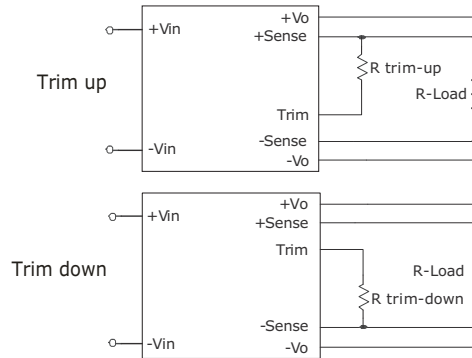 +Vo
+Vin
+Sense
R trim-up
Trim up
R-Load
Trim
-Sense
-Vin
-Vo
+Vo
+Vin
+Sense
Trim
Trim down
R-Load
R trim-down
-Sense
-Vin
-Vo